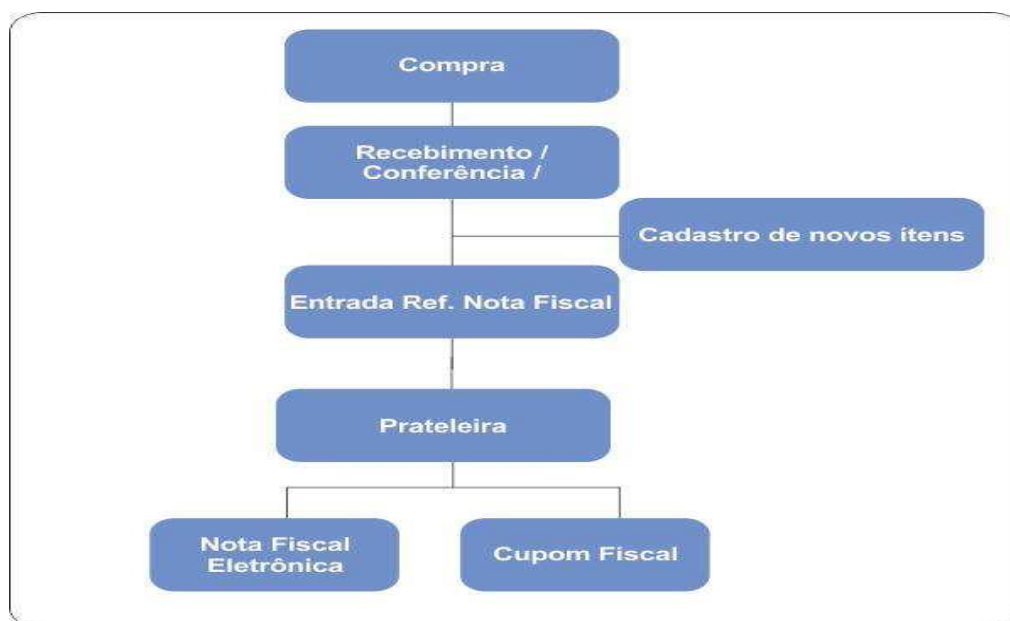 Compra
Recebimento /
Conferência /
Cadastro de novos ítens
Entrada Ref. Nota Fiscal
Prateleira
Nota Fiscal
Eletrônica
Cupom Fiscal